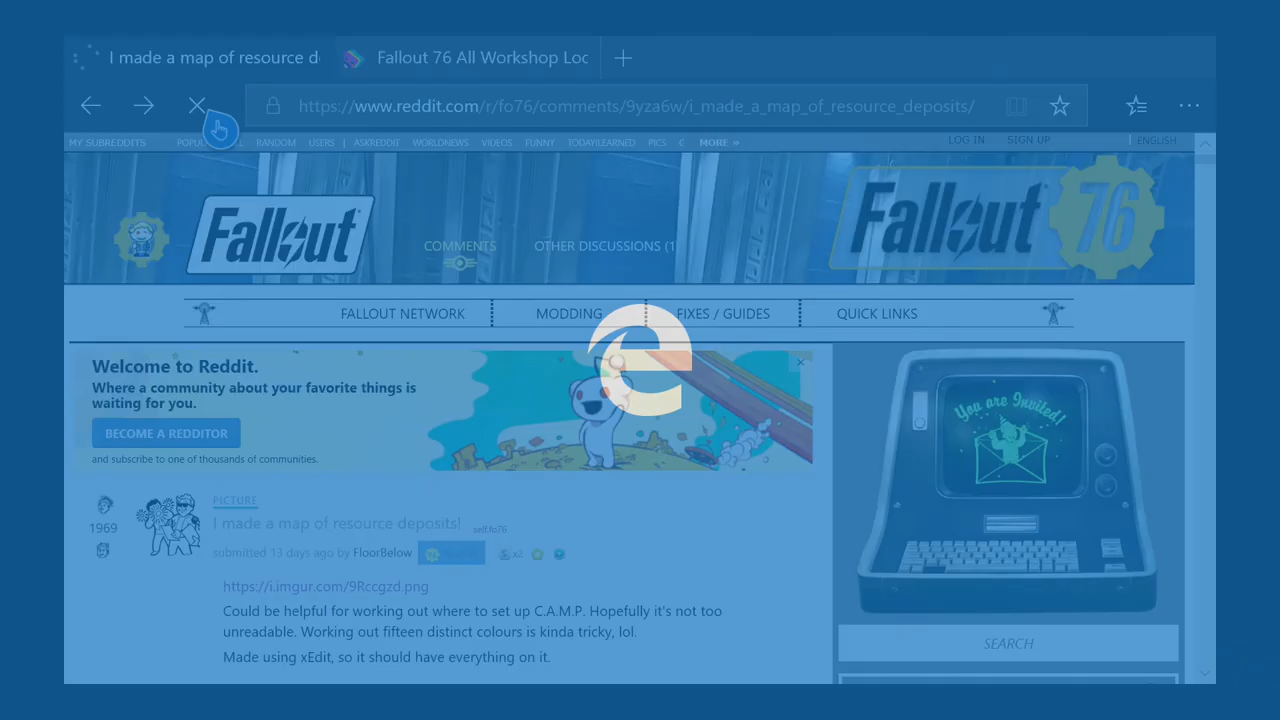 I made a map of resource d
Fallout 76 All Workshop Loc
https://www.reddit.com/r/fo76/comments/9yza6w/i_made_a_map_of_resource_deposits/
MY SUBREDDITS
RANDOM USERS | ASKREDDIT WORLDNEWS VIDEOS FUNNY TODAYILEARNED PICS MORE »
LOG IN SIGN UP | ENGLISH
Fallout
COMMENTS
OTHER DISCUSSIONS (1
Fallout 76
FALLOUT NETWORK
MODDING
FIXES / GUIDES
QUICK LINKS
Welcome to Reddit.
Where a community about your favorite things is
waiting for you.
BECOME A REDDITOR
and subscribe to one of thousands of communities.
You are Invited!
PICTURE
1969
I made a map of resource deposits! self.fo76
submitted 13 days ago by FloorBelow
x2
https://i.imgur.com/9Rccgzd.png
Could be helpful for working out where to set up C.A.M.P. Hopefully it's not too
unreadable. Working out fifteen distinct colours is kinda tricky, lol.
Made using xEdit, so it should have everything on it.
SEARCH